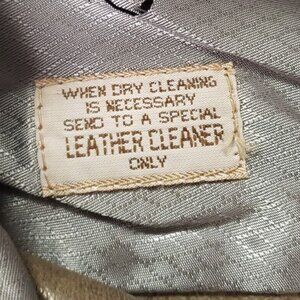 WHEN DRY CLEANING
IS NECESSARY
SEND TO A SPECIAL
LEATHER CLEANER
ONLY